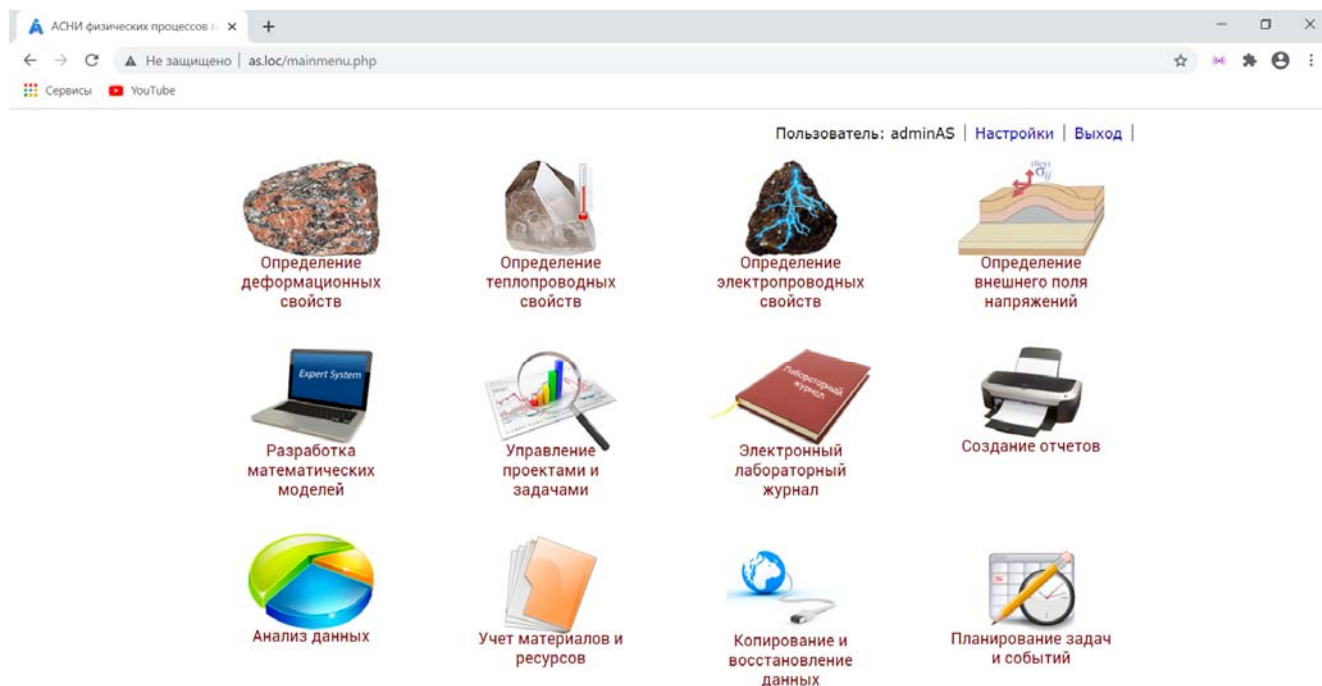 АСНИ физических процессов
Не защищено | as.loc/mainmenu.php
Сервисы YouTube
Пользователь: adminAS | Настройки | Выход |
(flex)
σij
Определение
деформационных
свойств
Определение
теплопроводных
свойств
Определение
электропроводных
свойств
Определение
внешнего поля
напряжений
Expert System
Лабораторный
журнал
Разработка
математических
моделей
Управление
проектами и
задачами
Электронный
лабораторный
журнал
Создание отчетов
Анализ данных
Учет материалов и
ресурсов
Копирование и
восстановление
данных
Планирование задач
и событий